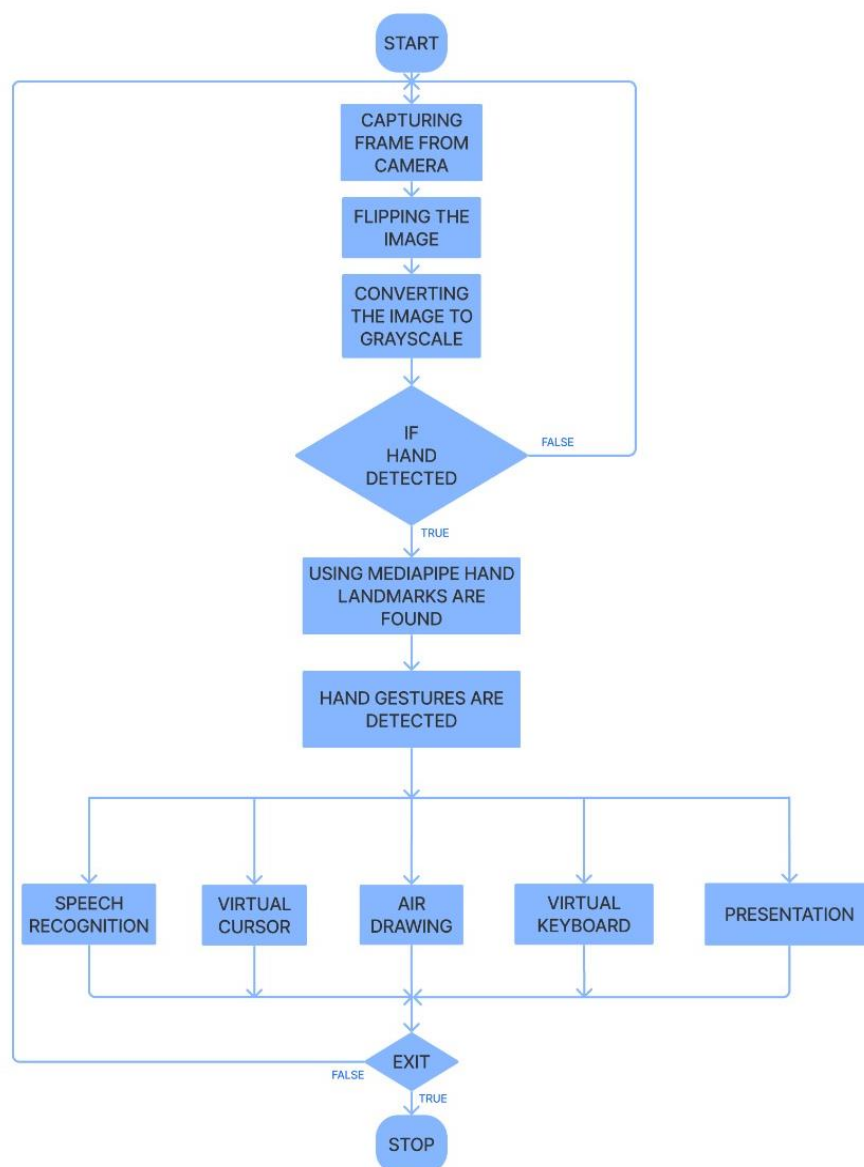 START
CAPTURING
FRAME FROM
CAMERA
FLIPPING THE
IMAGE
CONVERTING
THE IMAGE TO
GRAYSCALE
IF
HAND
DETECTED
FALSE
TRUE
USING MEDIAPIPE HAND
LANDMARKS ARE
FOUND
HAND GESTURES ARE
DETECTED
SPEECH
RECOGNITION
VIRTUAL
CURSOR
AIR
DRAWING
VIRTUAL
KEYBOARD
PRESENTATION
EXIT
FALSE
TRUE
STOP